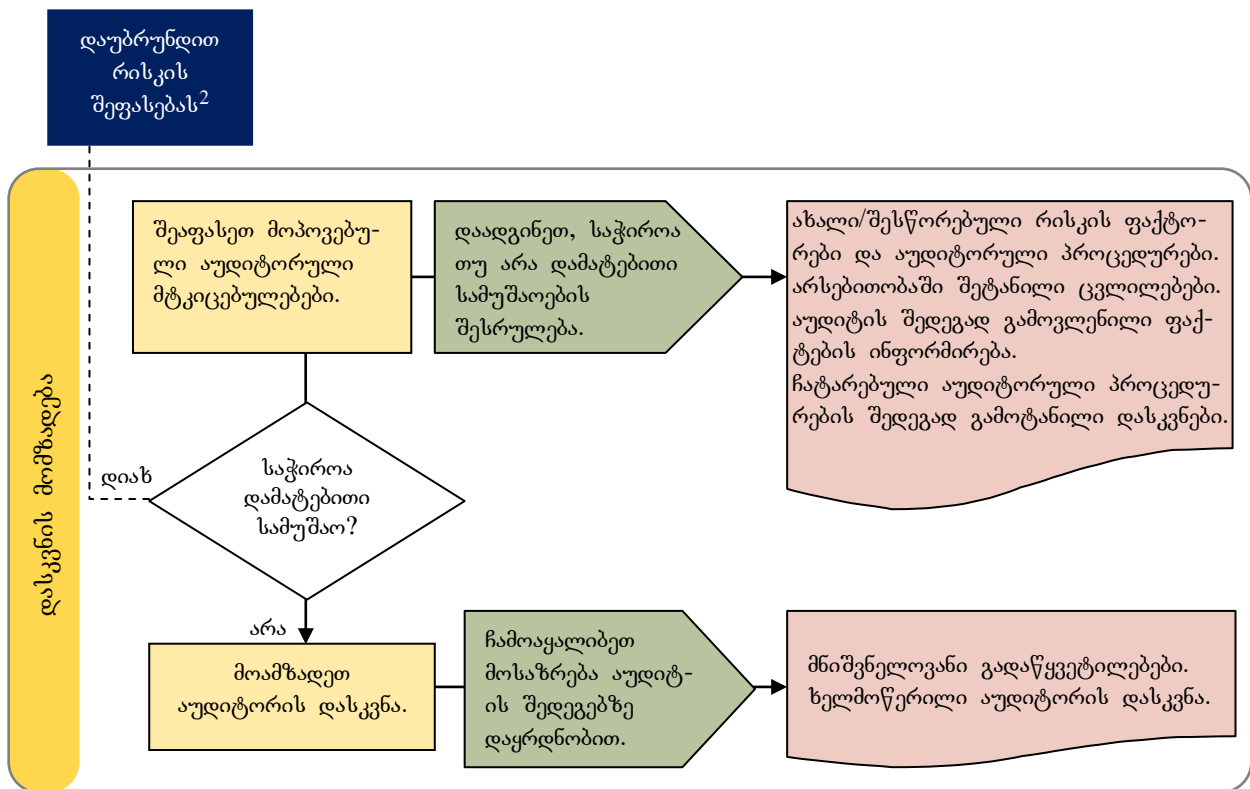 დაუბრუნდით
რისკის
შეფასებას²
დასკვნის მომზადება
შეაფასეთ მოპოვებუ-
ლი აუდიტორული
მტკიცებულებები.
დაადგინეთ, საჭიროა
თუ არა დამატებითი
სამუშაოების
შესრულება.
ახალი/შესწორებული რისკის ფაქტო-
რები და აუდიტორული პროცედურები.
არსებითობაში შეტანილი ცვლილებები.
აუდიტის შედეგად გამოვლენილი ფაქ-
ტების ინფორმირება.
ჩატარებული აუდიტორული პროცედუ-
რების შედეგად გამოტანილი დასკვნები.
დიახ
საჭიროა
დამატებითი
სამუშაო?
არა
მოამზადეთ
აუდიტორის დასკვნა.
ჩამოაყალიბეთ
მოსაზრება აუდიტ-
ის შედეგებზე
დაყრდნობით.
მნიშვნელოვანი გადაწყვეტილებები.
ხელმოწერილი აუდიტორის დასკვნა.